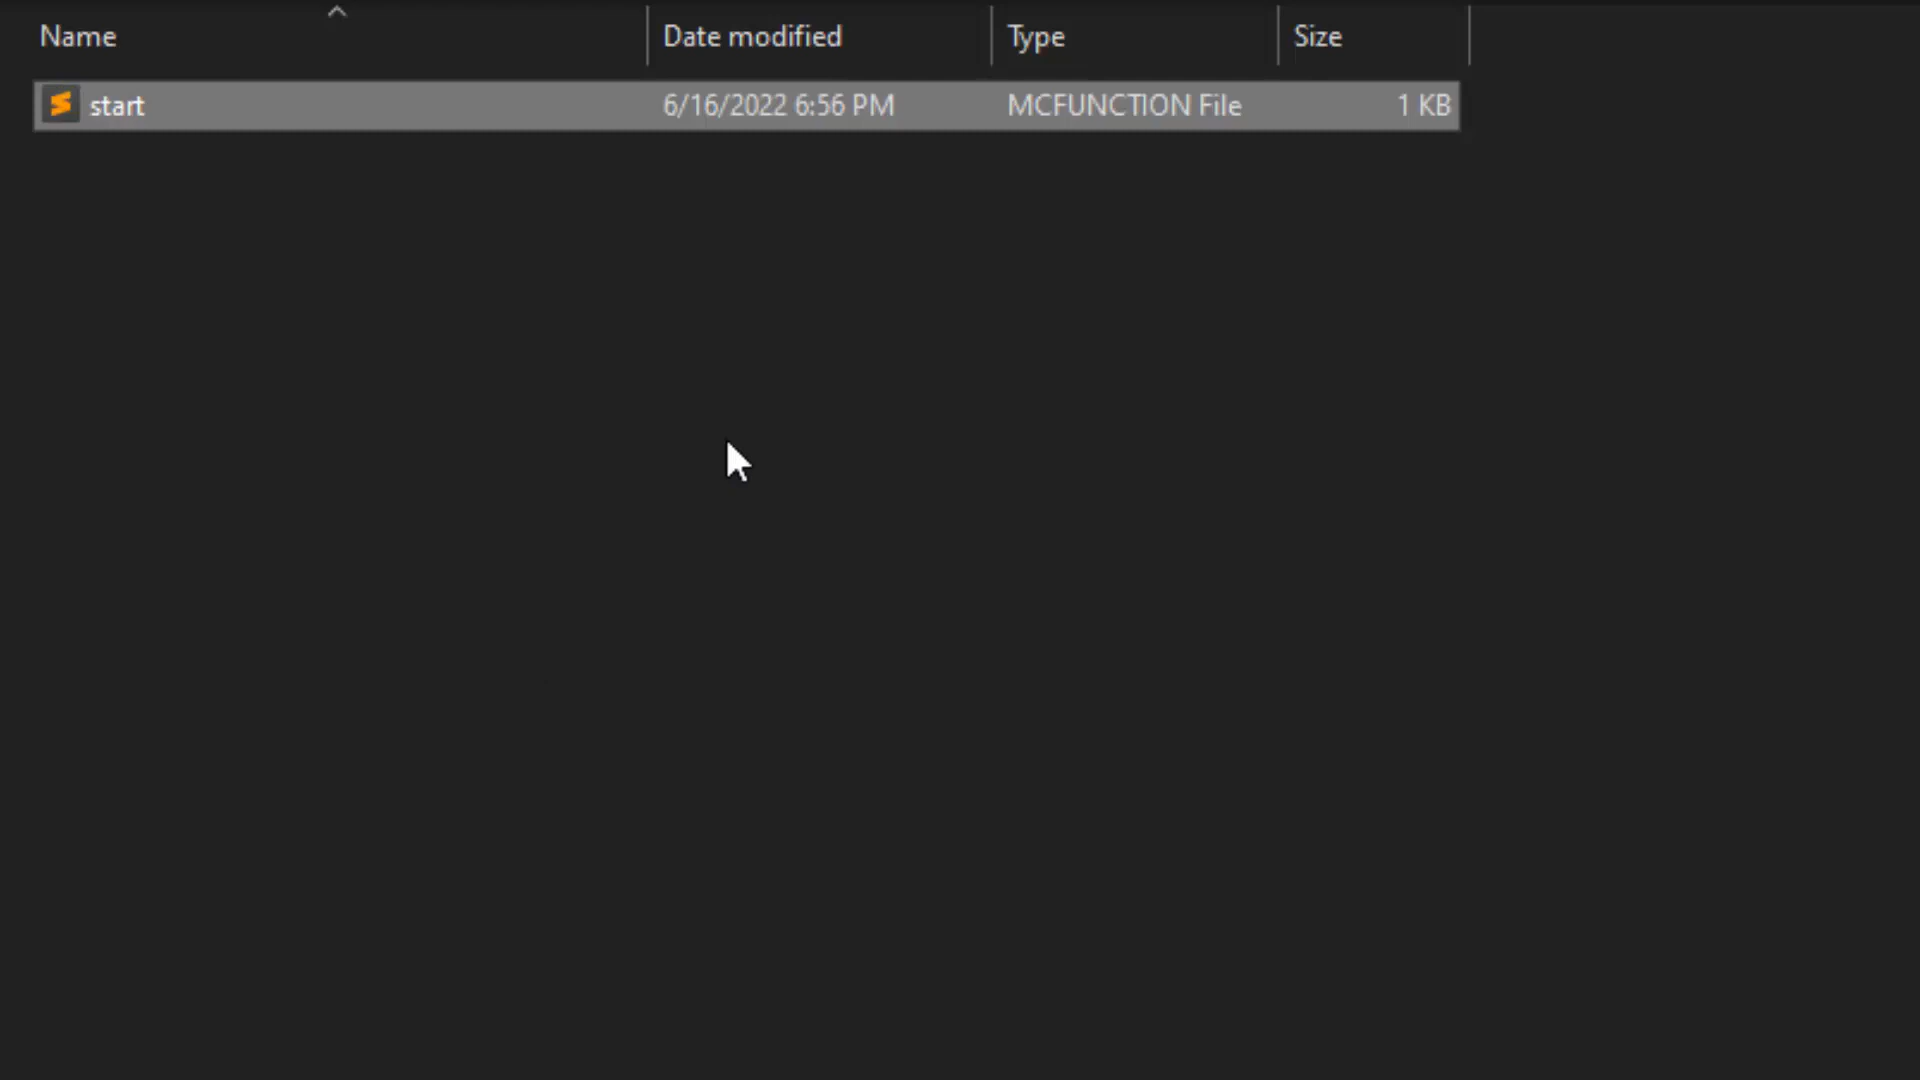 Name Date modified Type Size
start 6/16/2022 6:56 PM MCFUNCTION File 1 KB